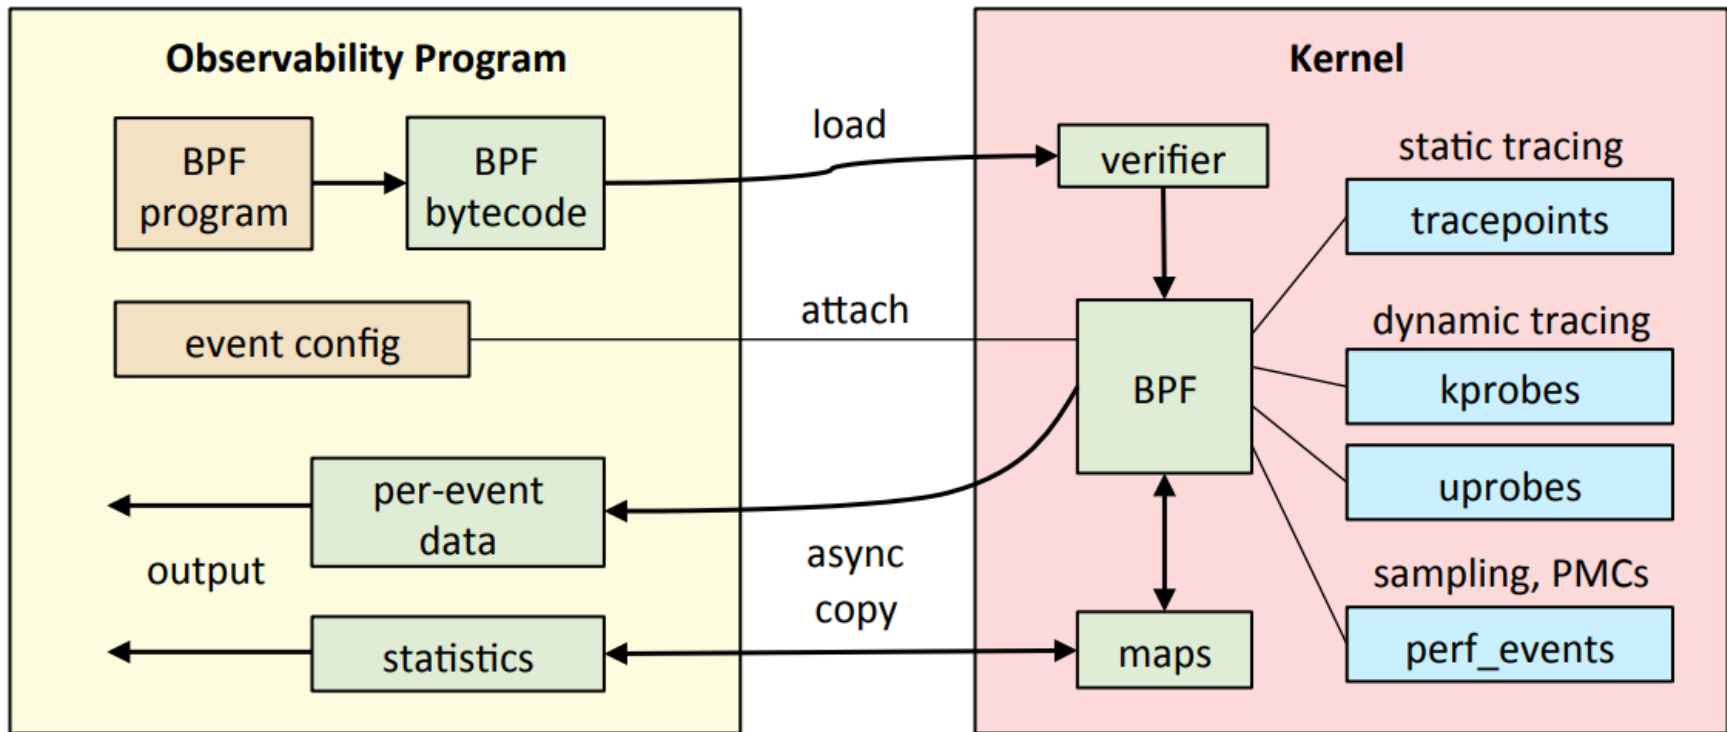 Observability Program
BPF
program
BPF
bytecode
event config
per-event
data
output
statistics
load
attach
async
copy
Kernel
verifier
BPF
maps
static tracing
tracepoints
dynamic tracing
kprobes
uprobes
sampling, PMCs
perf_events